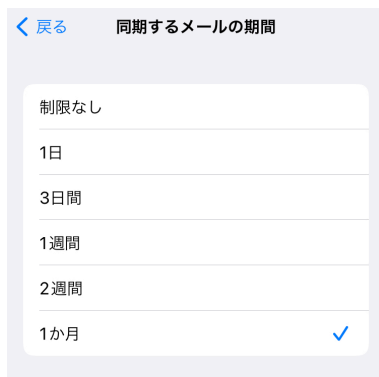 戻る 同期するメールの期間
制限なし
1日
3日間
1週間
2週間
1か月